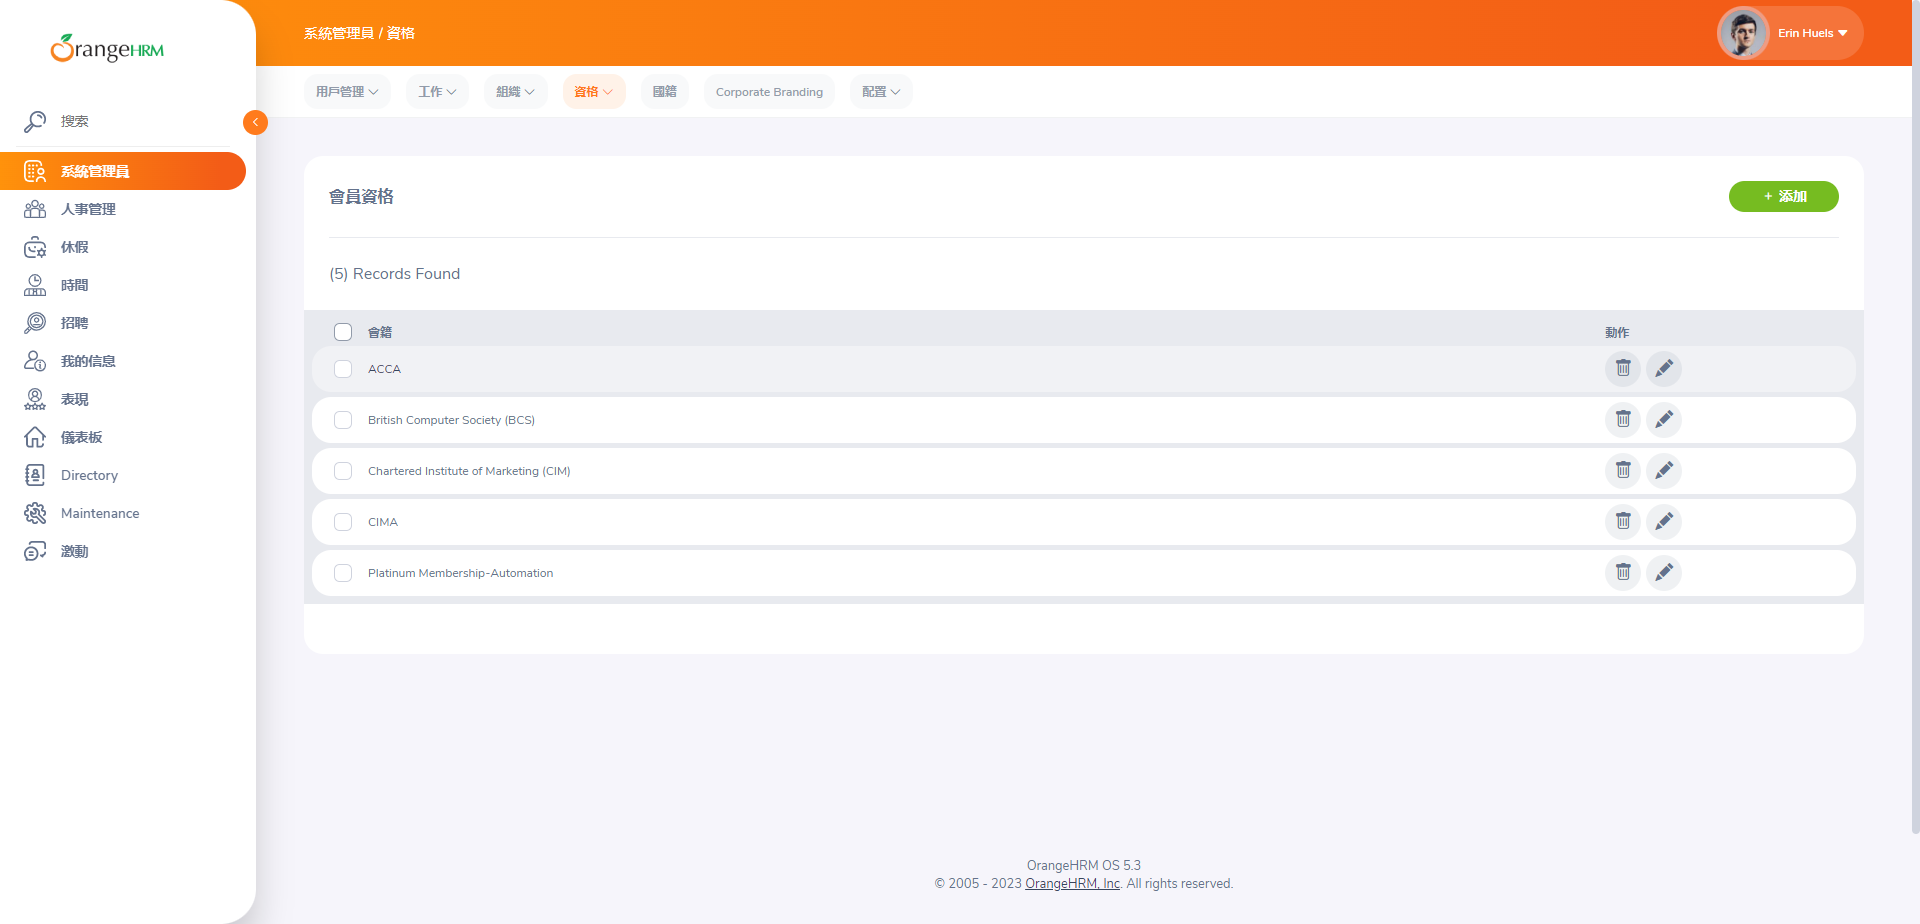 OrangeHRM
搜索
系統管理員
人事管理
休假
時間
招聘
我的信息
表現
儀表板
Directory
Maintenance
激動
系統管理員 / 資格
Erin Huels
用戶管理 工作 組織 資格 國籍 Corporate Branding 配置
會員資格
+ 添加
(5) Records Found
會籍 動作
ACCA
British Computer Society (BCS)
Chartered Institute of Marketing (CIM)
CIMA
Platinum Membership-Automation
OrangeHRM OS 5.3
© 2005 - 2023 OrangeHRM, Inc. All rights reserved.